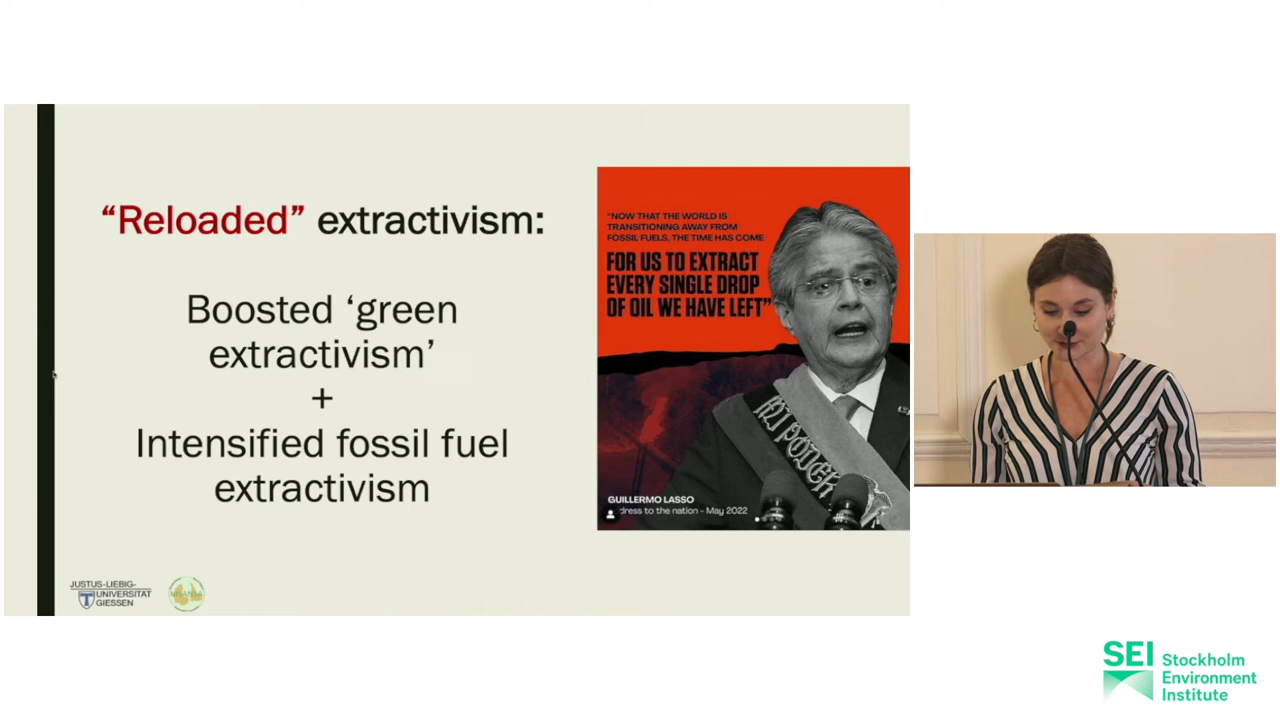 “Reloaded” extractivism:
Boosted ‘green
extractivism’
+
Intensified fossil fuel
extractivism
“NOW THAT THE WORLD IS
TRANSITIONING AWAY FROM
FOSSIL FUELS, THE TIME HAS COME
FOR US TO EXTRACT
EVERY SINGLE DROP
OF OIL WE HAVE LEFT”
MI PODER
GUILLERMO LASSO
dress to the nation – May 2022
JUSTUS-LIEBIG-
UNIVERSITÄT
GIESSEN
SEI Stockholm
Environment
Institute